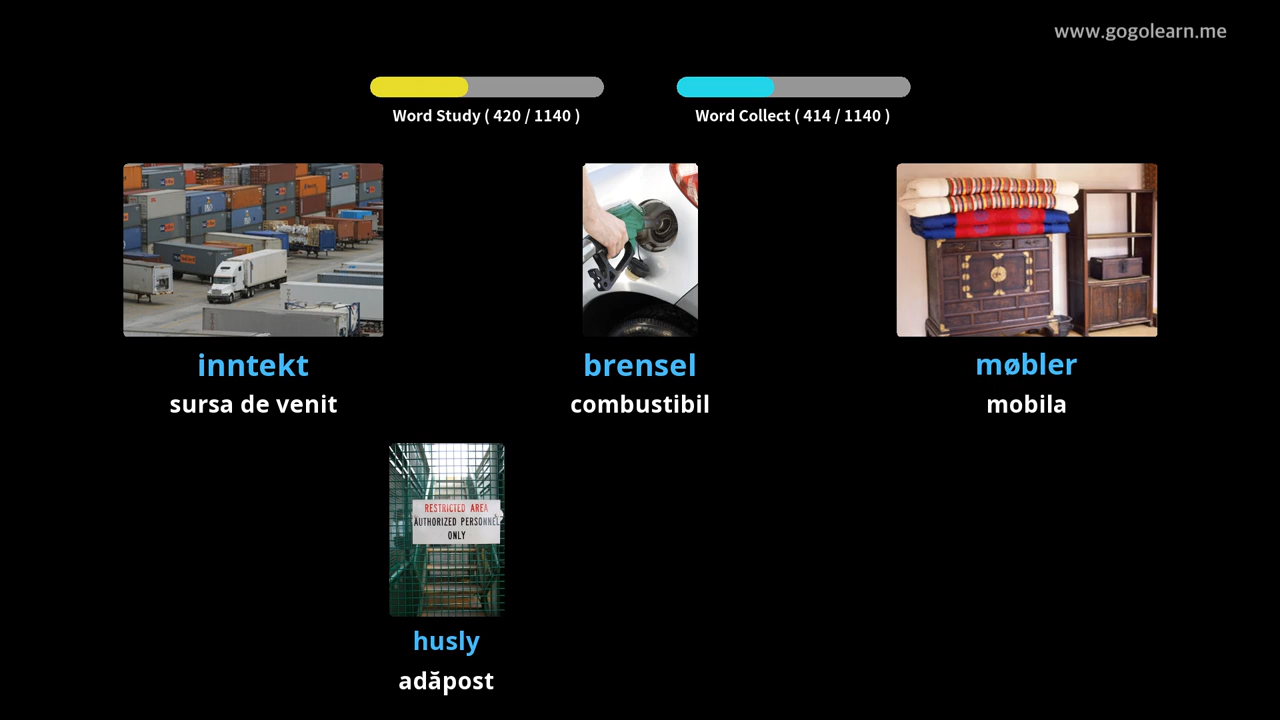 www.gogolearn.me
Word Study ( 420 / 1140 )
Word Collect ( 414 / 1140 )
inntekt
sursa de venit
brensel
combustibil
møbler
mobila
RESTRICTED AREA
AUTHORIZED PERSONNEL
ONLY
husly
adăpost